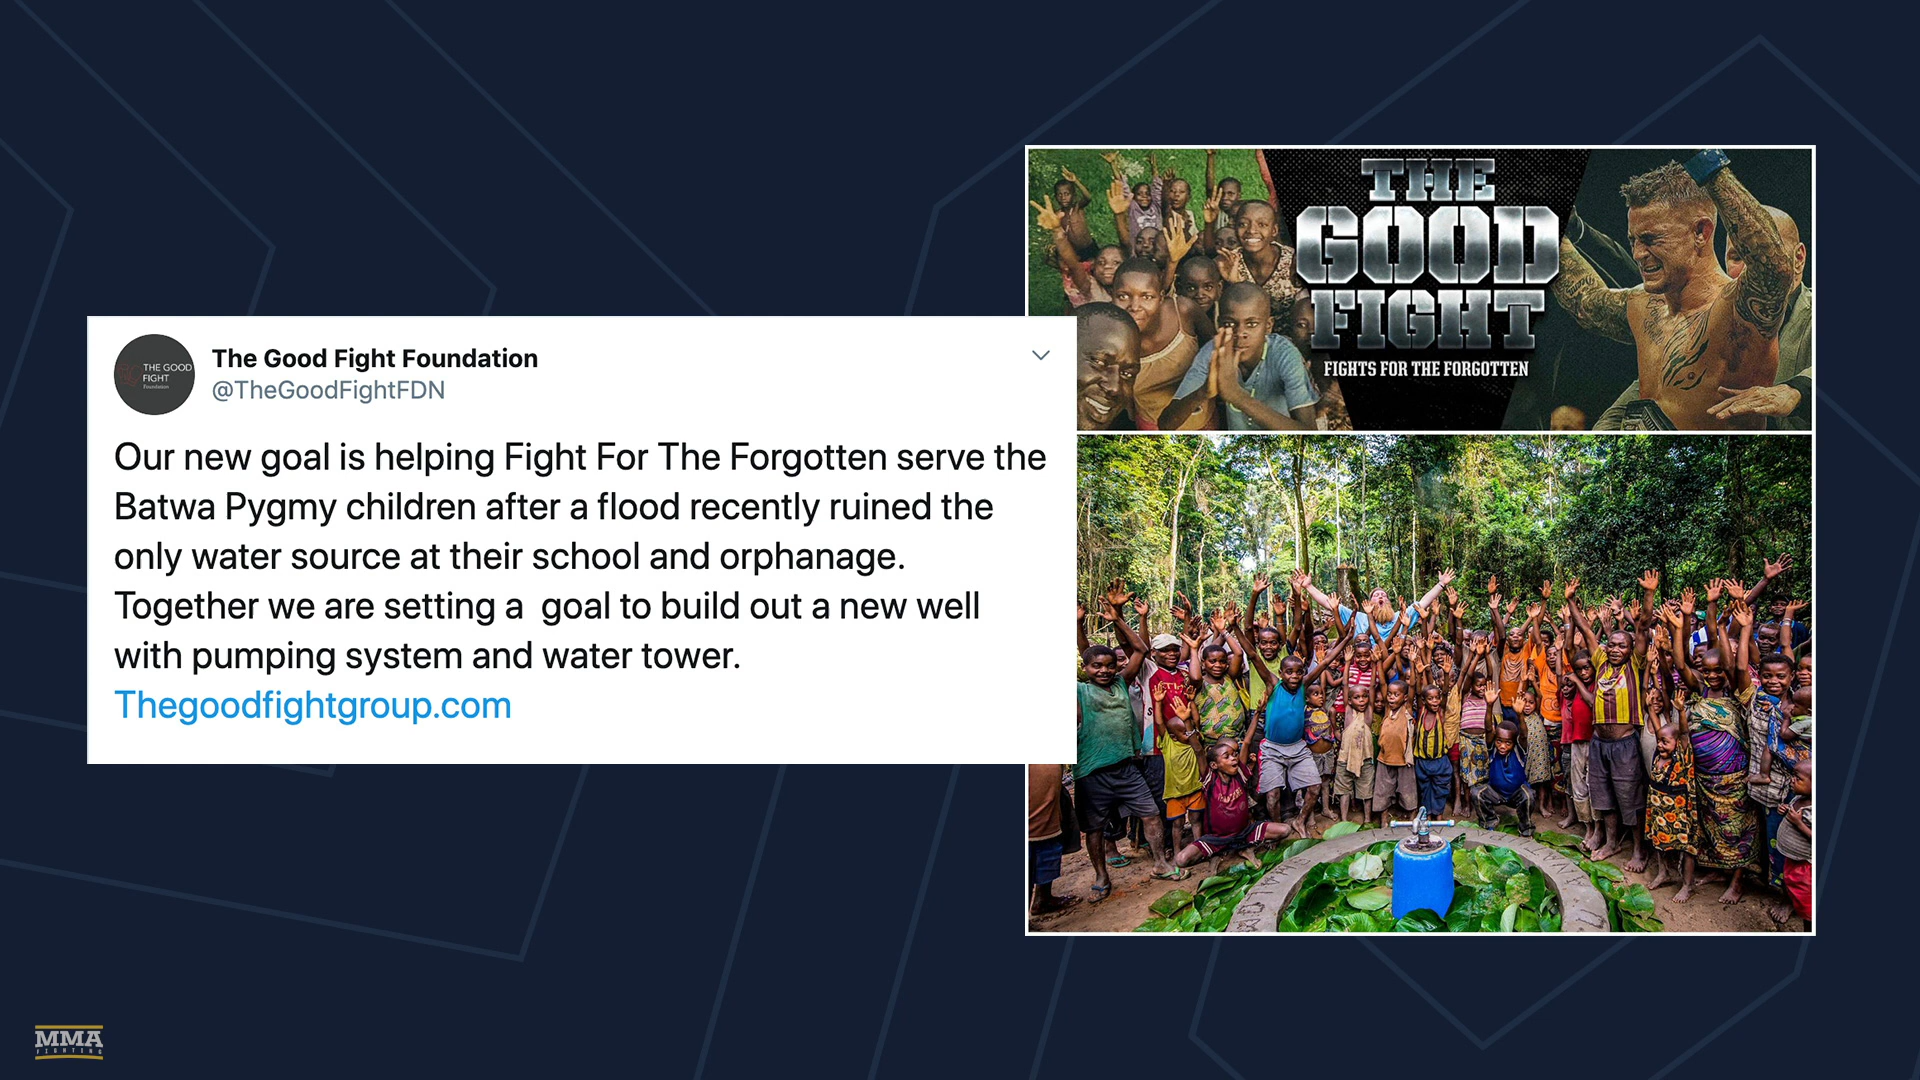 THE GOOD
FIGHT
Foundation
The Good Fight Foundation
@TheGoodFightFDN
Our new goal is helping Fight For The Forgotten serve the
Batwa Pygmy children after a flood recently ruined the
only water source at their school and orphanage.
Together we are setting a  goal to build out a new well
with pumping system and water tower.
Thegoodfightgroup.com
THE
GOOD
FIGHT
FIGHTS FOR THE FORGOTTEN
MMA
FIGHTING